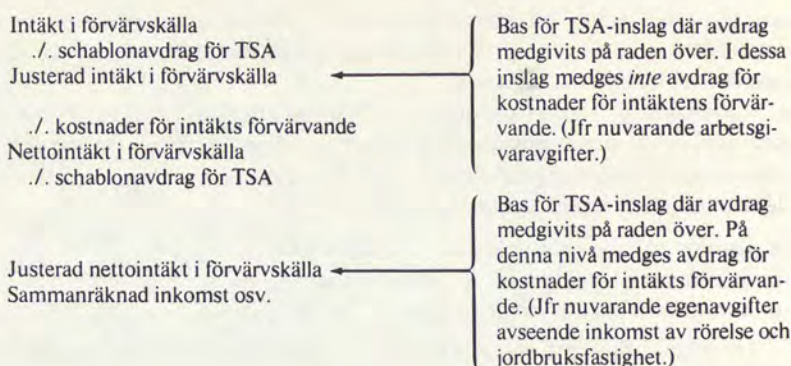 Intäkt i förvärvskälla
./. schablonavdrag för TSA
Justerad intäkt i förvärvskälla
./. kostnader för intäkts förvärvande
Nettointäkt i förvärvskälla
./. schablonavdrag för TSA
Justerad nettointäkt i förvärvskälla
Sammanräknad inkomst osv.
Bas för TSA-inslag där avdrag
medgivits på raden över. I dessa
inslag medges inte avdrag för
kostnader för intäktens förvär-
vande. (Jfr nuvarande arbetsgi-
varavgifter.)
Bas för TSA-inslag där avdrag
medgivits på raden över. På
denna nivå medges avdrag för
kostnader för intäkts förvärvan-
de. (Jfr nuvarande egenavgifter
avseende inkomst av rörelse och
jordbruksfastighet.)